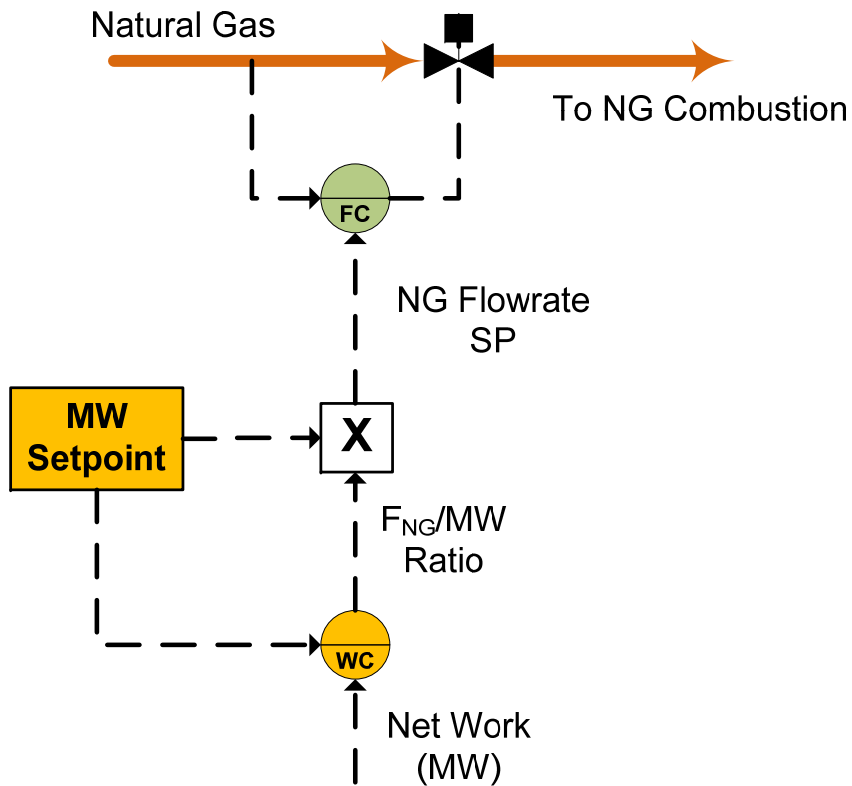 Natural Gas
To NG Combustion
FC
NG Flowrate
SP
MW
Setpoint
X
F_NG/MW
Ratio
WC
Net Work
(MW)